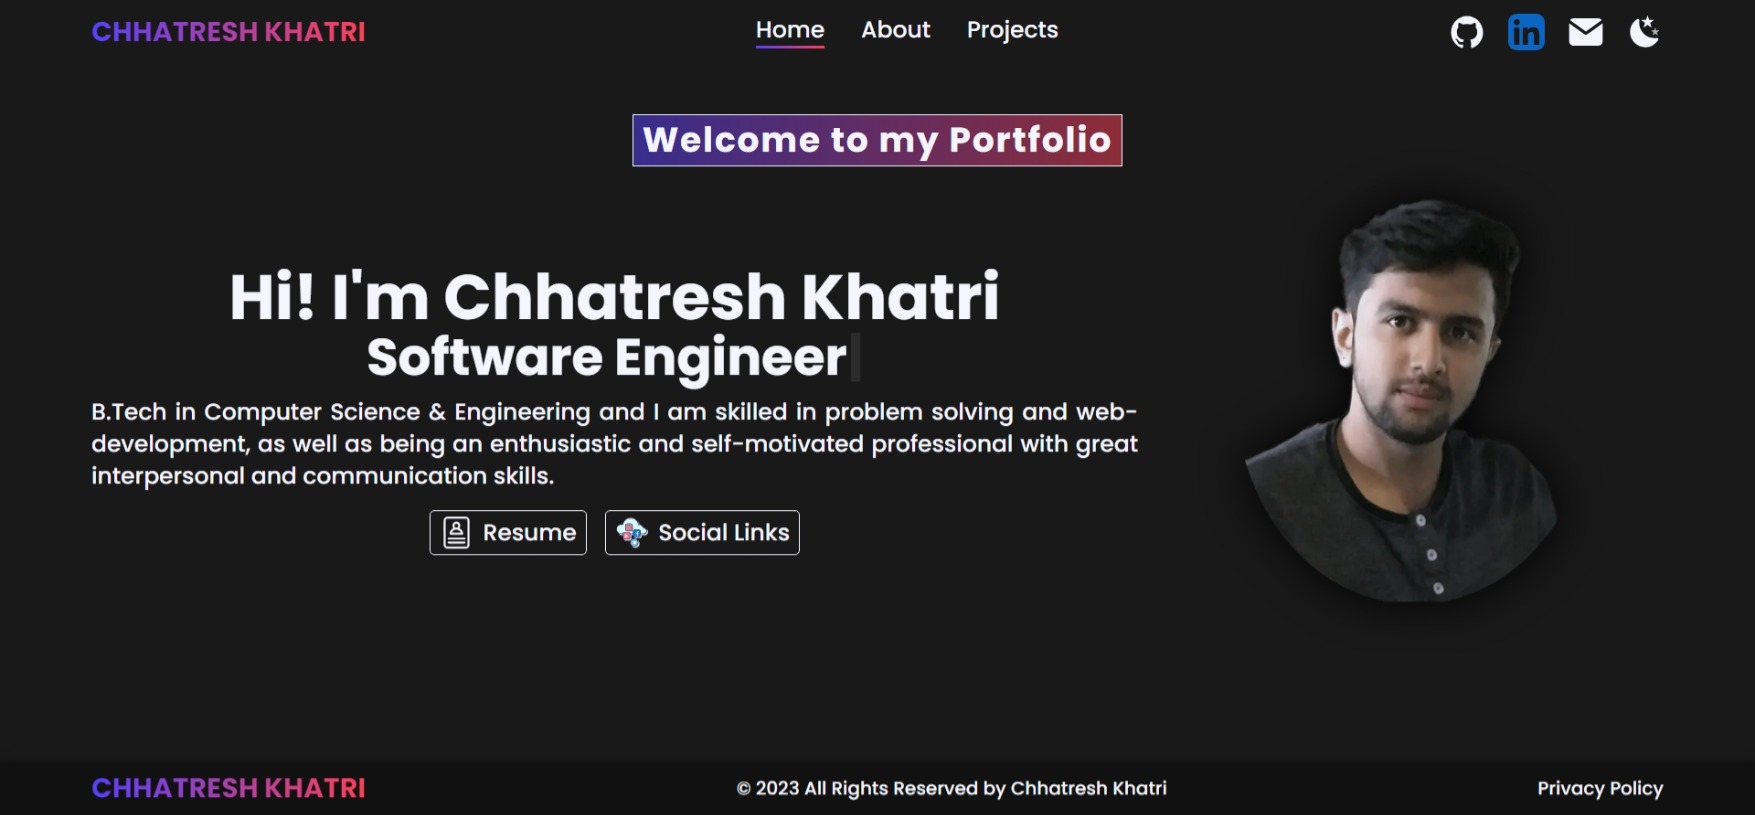 CHHATRESH KHATRI
Home About Projects
Welcome to my Portfolio
Hi! I'm Chhatresh Khatri
Software Engineer
B.Tech in Computer Science & Engineering and I am skilled in problem solving and web-
development, as well as being an enthusiastic and self-motivated professional with great
interpersonal and communication skills.
Resume Social Links
CHHATRESH KHATRI
© 2023 All Rights Reserved by Chhatresh Khatri
Privacy Policy